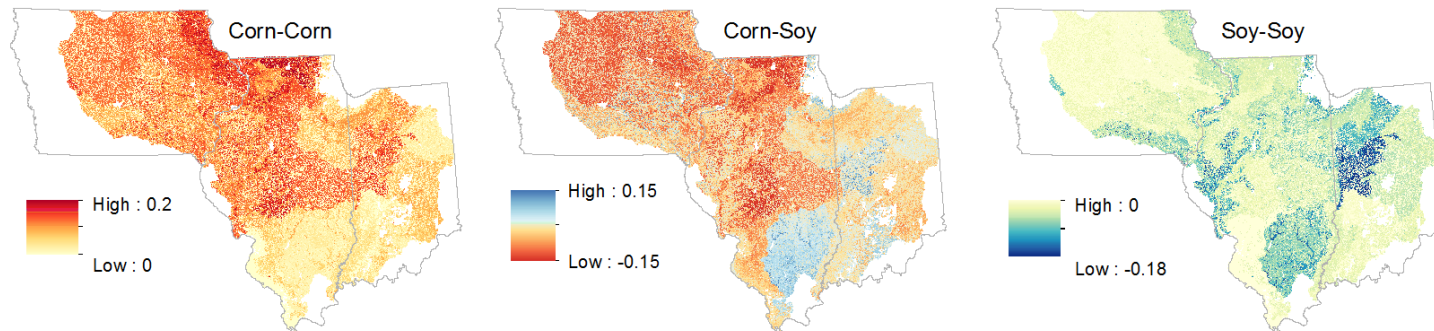 Corn-Corn
High : 0.2
Low : 0
Corn-Soy
High : 0.15
Low : -0.15
Soy-Soy
High : 0
Low : -0.18